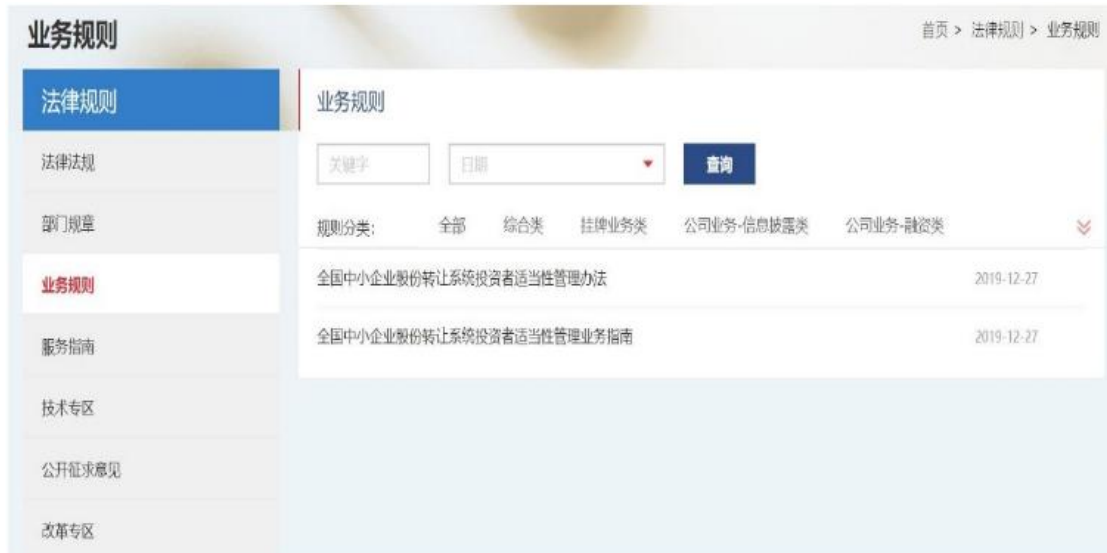 业务规则
首页 > 法律规则 > 业务规则
法律规则
法律法规
部门规章
业务规则
服务指南
技术专区
公开征求意见
改革专区
业务规则
关键字 日期 查询
规则分类: 全部 综合类 挂牌业务类 公司业务-信息披露类 公司业务-融资类
全国中小企业股份转让系统投资者适当性管理办法 2019-12-27
全国中小企业股份转让系统投资者适当性管理业务指南 2019-12-27